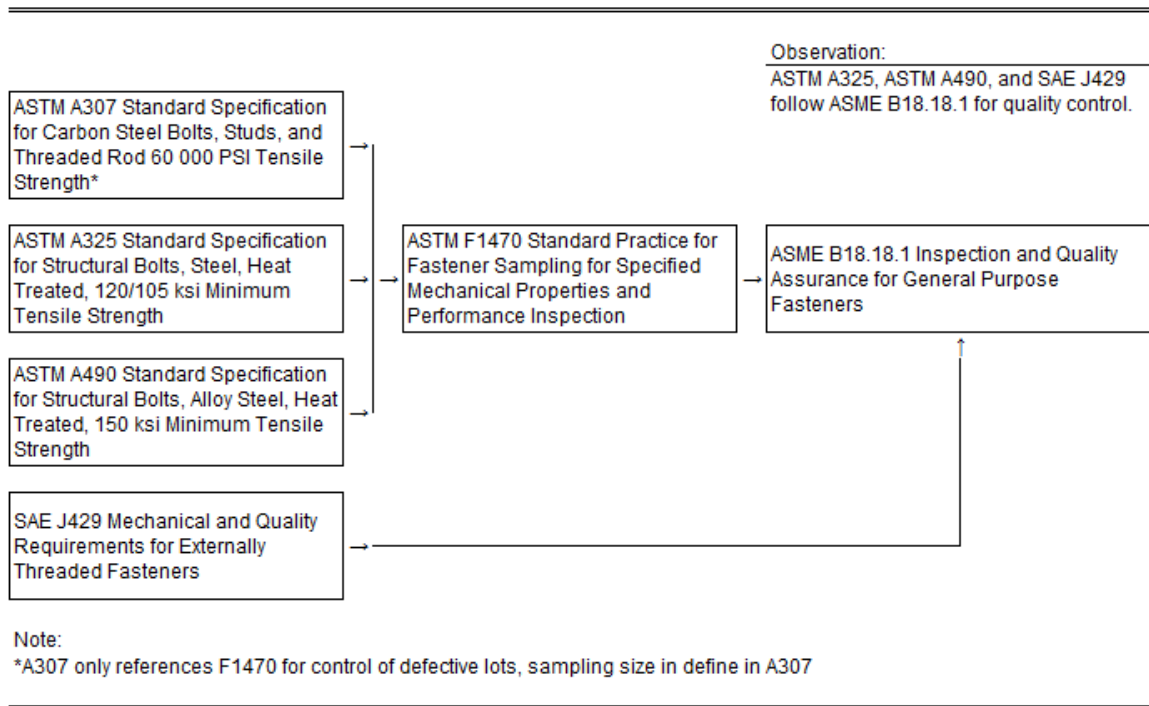 Observation:
ASTM A325, ASTM A490, and SAE J429
follow ASME B18.18.1 for quality control.
ASTM A307 Standard Specification
for Carbon Steel Bolts, Studs, and
Threaded Rod 60 000 PSI Tensile
Strength*
ASTM A325 Standard Specification
for Structural Bolts, Steel, Heat
Treated, 120/105 ksi Minimum
Tensile Strength
ASTM F1470 Standard Practice for
Fastener Sampling for Specified
Mechanical Properties and
Performance Inspection
ASME B18.18.1 Inspection and Quality
Assurance for General Purpose
Fasteners
ASTM A490 Standard Specification
for Structural Bolts, Alloy Steel, Heat
Treated, 150 ksi Minimum Tensile
Strength
SAE J429 Mechanical and Quality
Requirements for Externally
Threaded Fasteners
Note:
*A307 only references F1470 for control of defective lots, sampling size in define in A307